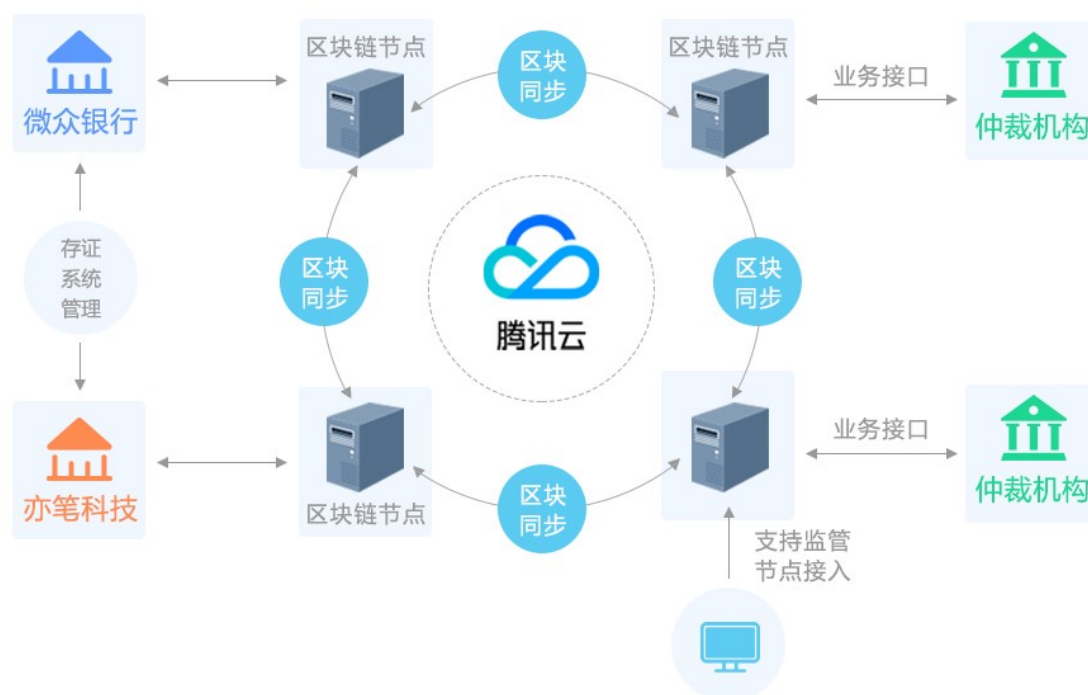 区块链节点
区块链节点
区块
同步
业务接口
微众银行
仲裁机构
存证
系统
管理
区块
同步
腾讯云
区块
同步
业务接口
亦笔科技
区块链节点
区块
同步
仲裁机构
支持监管
节点接入